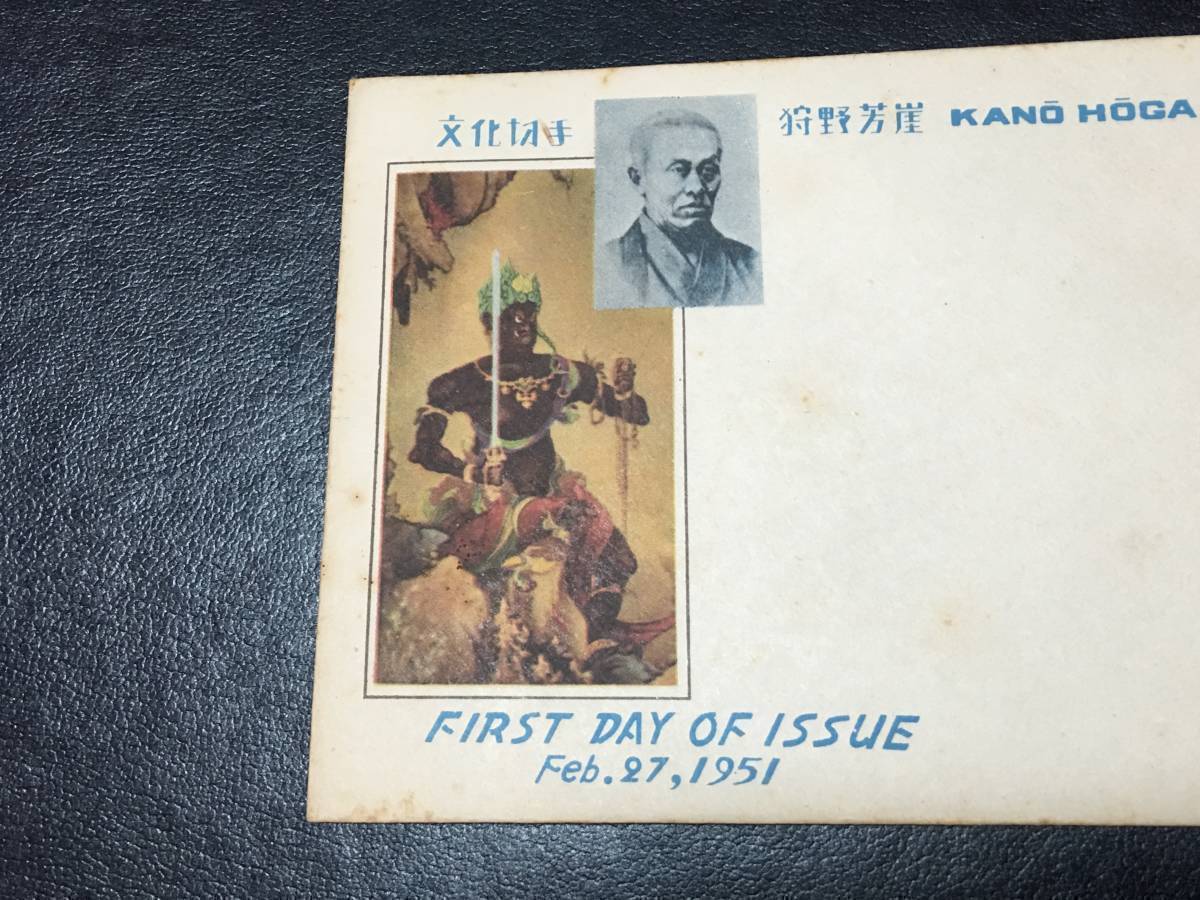 文化切手
狩野芳崖 KANŌ HŌGA
FIRST DAY OF ISSUE
Feb. 27, 1951